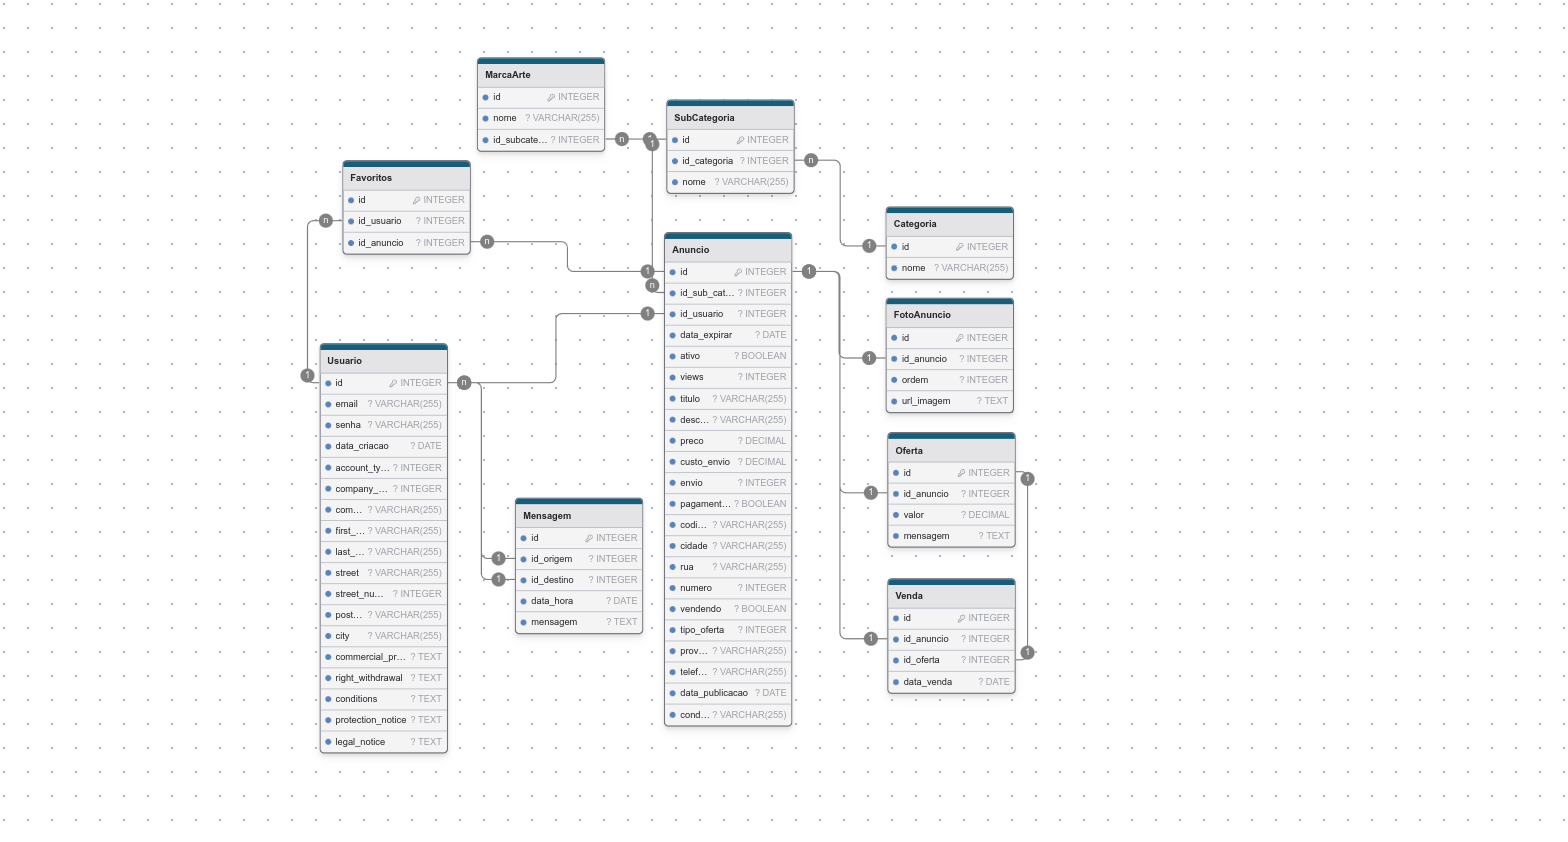 MarcaArte
id INTEGER
nome ? VARCHAR(255)
id_subcate... ? INTEGER
n
1
1
SubCategoria
id INTEGER
id_categoria ? INTEGER
nome ? VARCHAR(255)
n
Favoritos
id INTEGER
id_usuario ? INTEGER
id_anuncio ? INTEGER
n
n
1
n
1
Categoria
id INTEGER
nome ? VARCHAR(255)
1
Anuncio
id INTEGER
id_sub_cat... ? INTEGER
id_usuario ? INTEGER
data_expirar ? DATE
ativo ? BOOLEAN
views ? INTEGER
titulo ? VARCHAR(255)
desc... ? VARCHAR(255)
preco ? DECIMAL
custo_envio ? DECIMAL
envio ? INTEGER
pagament... ? BOOLEAN
codi... ? VARCHAR(255)
cidade ? VARCHAR(255)
rua ? VARCHAR(255)
numero ? INTEGER
vendendo ? BOOLEAN
tipo_oferta ? INTEGER
prov... ? VARCHAR(255)
telef... ? VARCHAR(255)
data_publicacao ? DATE
cond... ? VARCHAR(255)
1
FotoAnuncio
id INTEGER
id_anuncio ? INTEGER
ordem ? INTEGER
url_imagem ? TEXT
1
Usuario
id INTEGER
email ? VARCHAR(255)
senha ? VARCHAR(255)
data_criacao ? DATE
account_ty... ? INTEGER
company_... ? INTEGER
com... ? VARCHAR(255)
first_... ? VARCHAR(255)
last_... ? VARCHAR(255)
street ? VARCHAR(255)
street_nu... ? INTEGER
post... ? VARCHAR(255)
city ? VARCHAR(255)
commercial_pr... ? TEXT
right_withdrawal ? TEXT
conditions ? TEXT
protection_notice ? TEXT
legal_notice ? TEXT
1
n
Oferta
id INTEGER
id_anuncio ? INTEGER
valor ? DECIMAL
mensagem ? TEXT
1
1
Mensagem
id INTEGER
id_origem ? INTEGER
id_destino ? INTEGER
data_hora ? DATE
mensagem ? TEXT
1
1
Venda
id INTEGER
id_anuncio ? INTEGER
id_oferta ? INTEGER
data_venda ? DATE
1
1